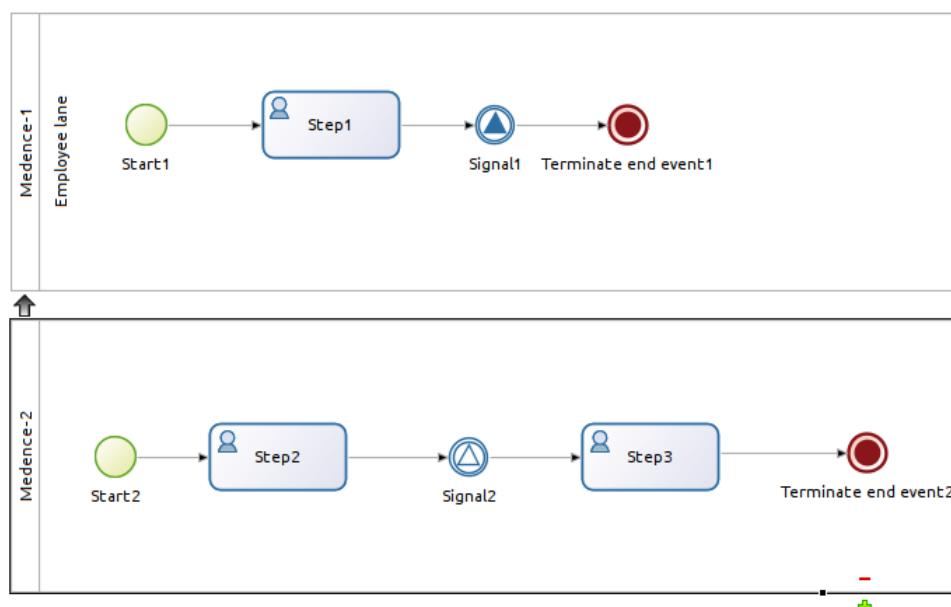 Medence-1
Employee lane
Start1
Step1
Signal1
Terminate end event1
Medence-2
Start2
Step2
Signal2
Step3
Terminate end event2